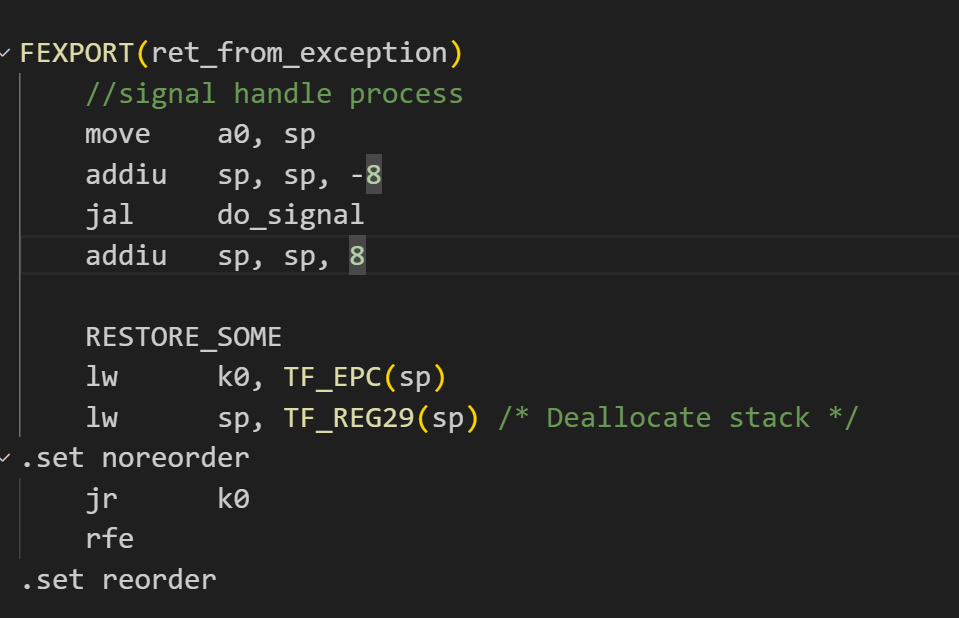 FEXPORT(ret_from_exception)
    //signal handle process
    move    a0, sp
    addiu   sp, sp, -8
    jal     do_signal
    addiu   sp, sp, 8

    RESTORE_SOME
    lw      k0, TF_EPC(sp)
    lw      sp, TF_REG29(sp) /* Deallocate stack */
.set noreorder
    jr      k0
    rfe
.set reorder